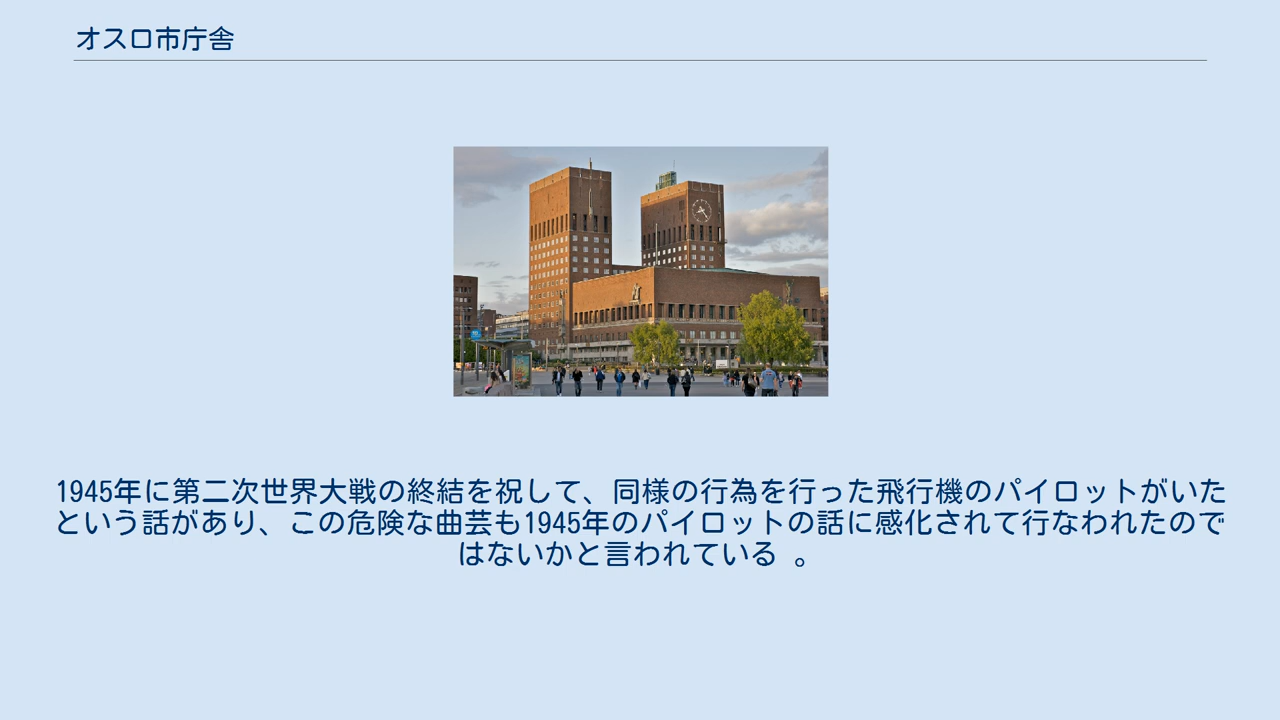 オスロ市庁舎
1945年に第二次世界大戦の終結を祝して、同様の行為を行った飛行機のパイロットがいた
という話があり、この危険な曲芸も1945年のパイロットの話に感化されて行なわれたので
はないかと言われている 。